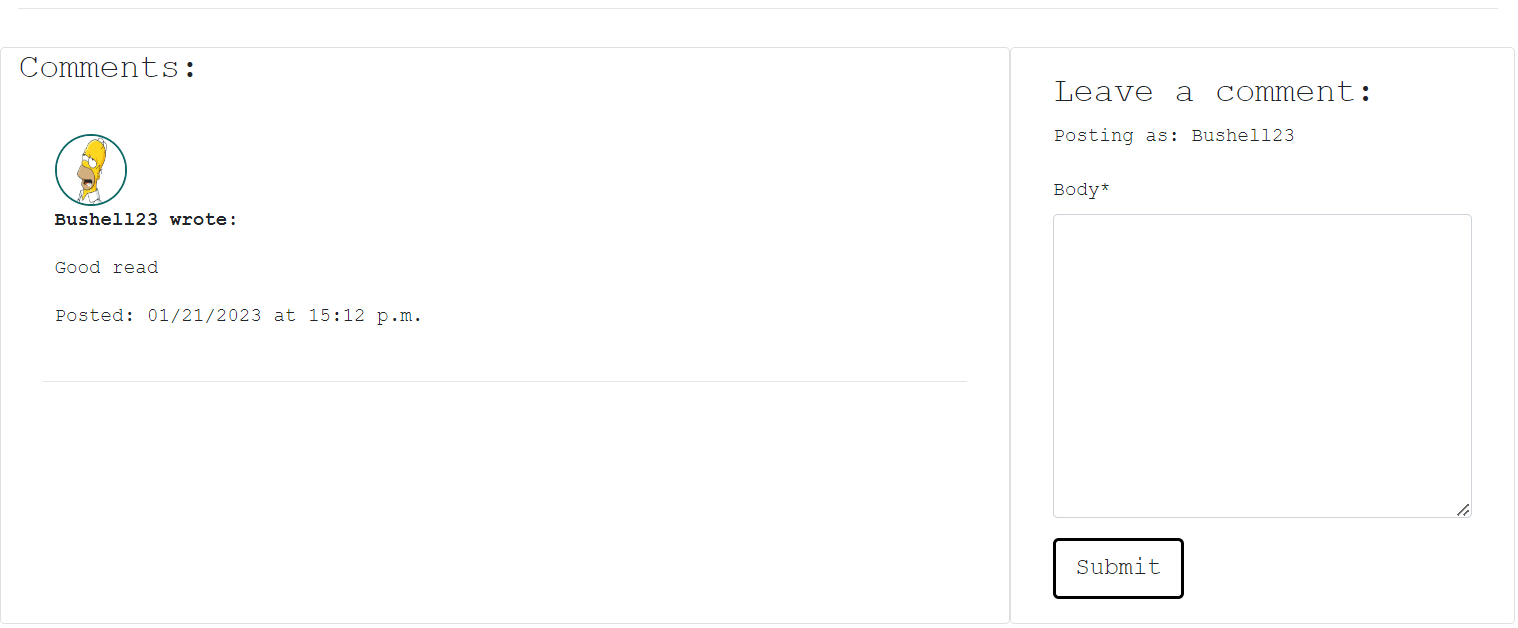 Comments:
Bushell23 wrote:
Good read
Posted: 01/21/2023 at 15:12 p.m.
Leave a comment:
Posting as: Bushell23
Body*
Submit